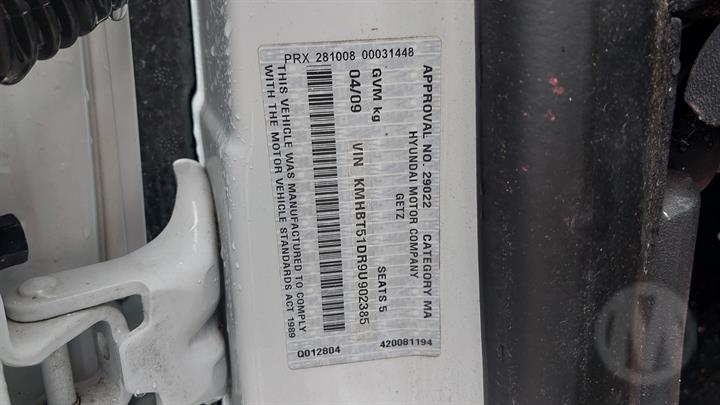 PRX 281008 00031448
APPROVAL NO. 29022 CATEGORY MA
HYUNDAI MOTOR COMPANY
GETZ
GVM kg SEATS 5
04/09 VIN KMHBT51DR9U902385
THIS VEHICLE WAS MANUFACTURED TO COMPLY
WITH THE MOTOR VEHICLE STANDARDS ACT 1989
Q012804 420081194
M